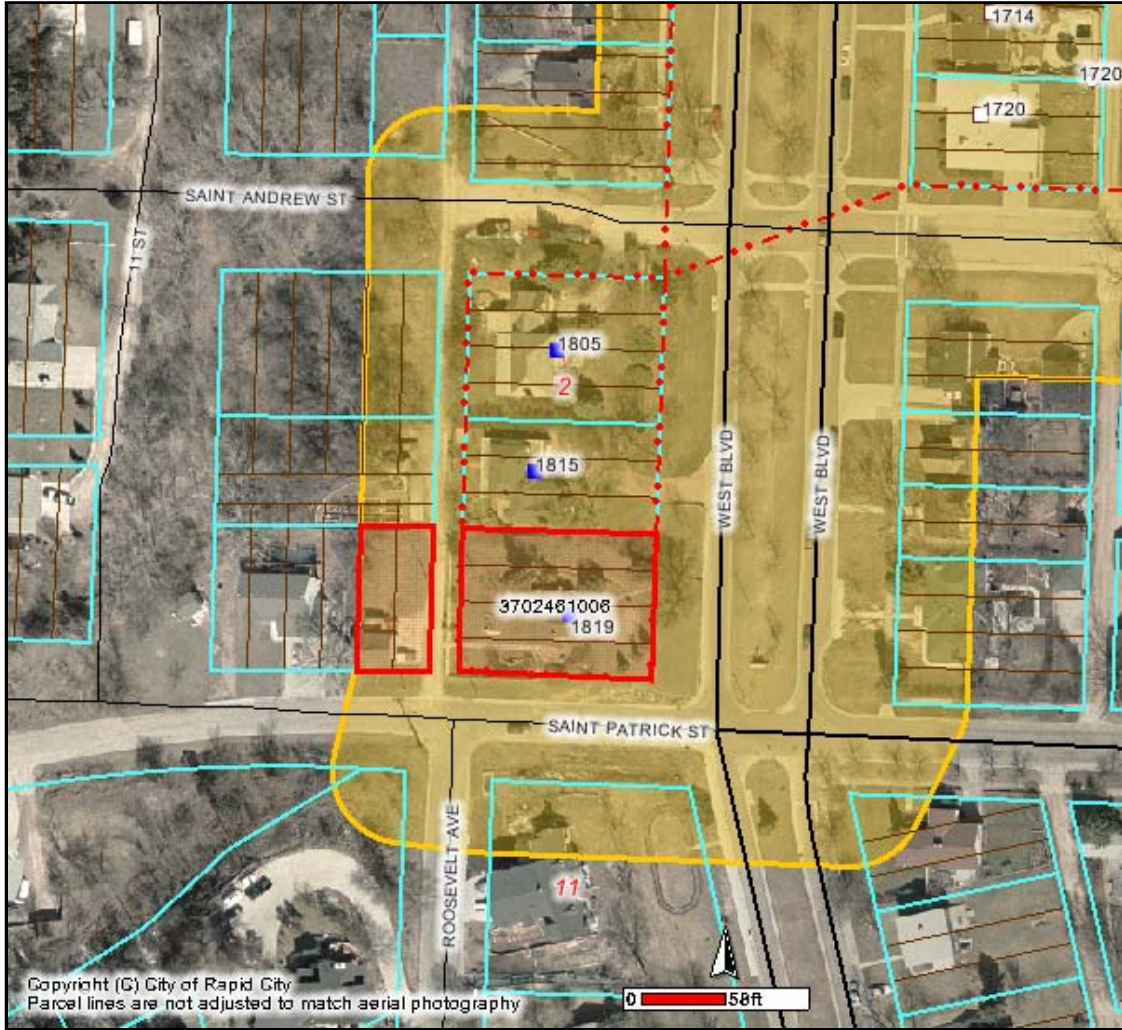 1714
1720
1720
SAINT ANDREW ST
11 ST
1805
2
1815
WEST BLVD
WEST BLVD
3702461006
1819
SAINT PATRICK ST
ROOSEVELT AVE
11
Copyright (C) City of Rapid City
Parcel lines are not adjusted to match aerial photography
0 58ft